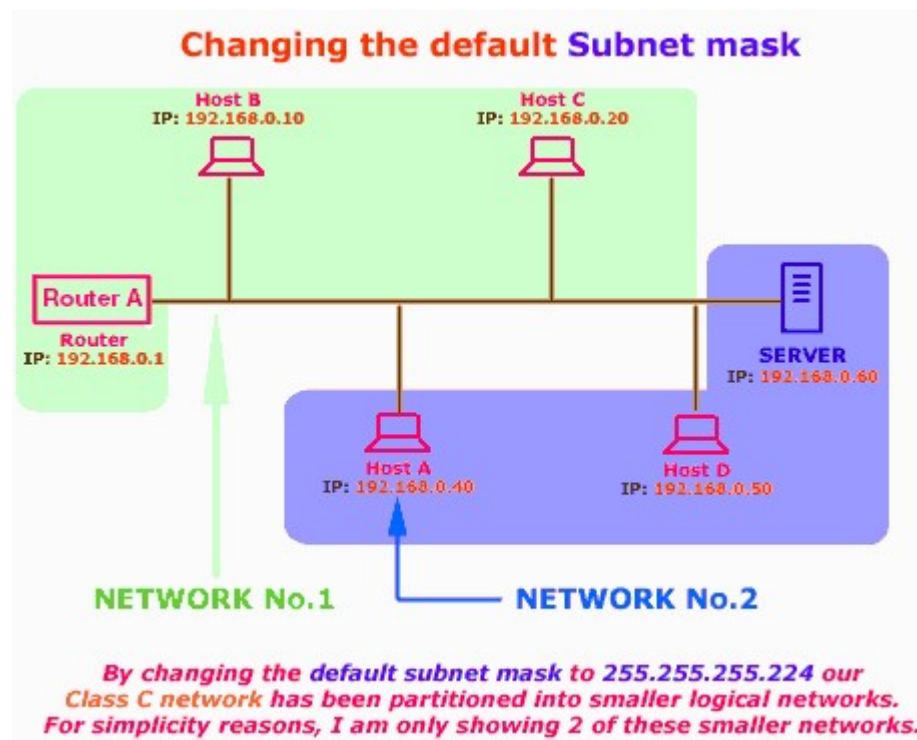 Changing the default Subnet mask
Host B
IP: 192.168.0.10
Host C
IP: 192.168.0.20
Router A
Router
IP: 192.168.0.1
SERVER
IP: 192.168.0.60
Host A
IP: 192.168.0.40
Host D
IP: 192.168.0.50
NETWORK No.1
NETWORK No.2
By changing the default subnet mask to 255.255.255.224 our
Class C network has been partitioned into smaller logical networks.
For simplicity reasons, I am only showing 2 of these smaller networks.